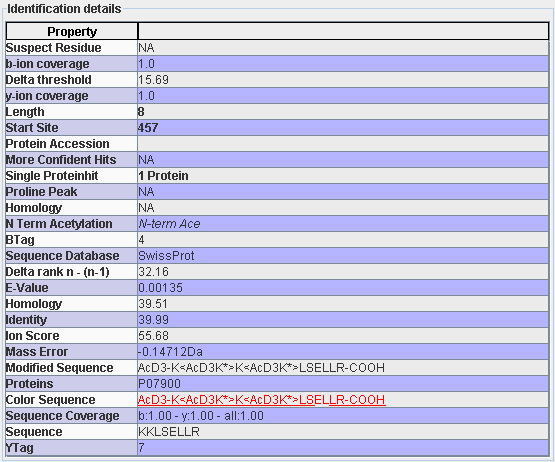 Identification details
Property
Suspect Residue NA
b-ion coverage 1.0
Delta threshold 15.69
y-ion coverage 1.0
Length 8
Start Site 457
Protein Accession
More Confident Hits NA
Single Proteinhit 1 Protein
Proline Peak NA
Homology NA
N Term Acetylation N-term Ace
BTag 4
Sequence Database SwissProt
Delta rank n - (n-1) 32.16
E-Value 0.00135
Homology 39.51
Identity 39.99
Ion Score 55.68
Mass Error -0.14712Da
Modified Sequence AcD3-K<AcD3K*>K<AcD3K*>LSELLR-COOH
Proteins P07900
Color Sequence AcD3-K<AcD3K*>K<AcD3K*>LSELLR-COOH
Sequence Coverage b:1.00 - y:1.00 - all:1.00
Sequence KKLSELLR
YTag 7